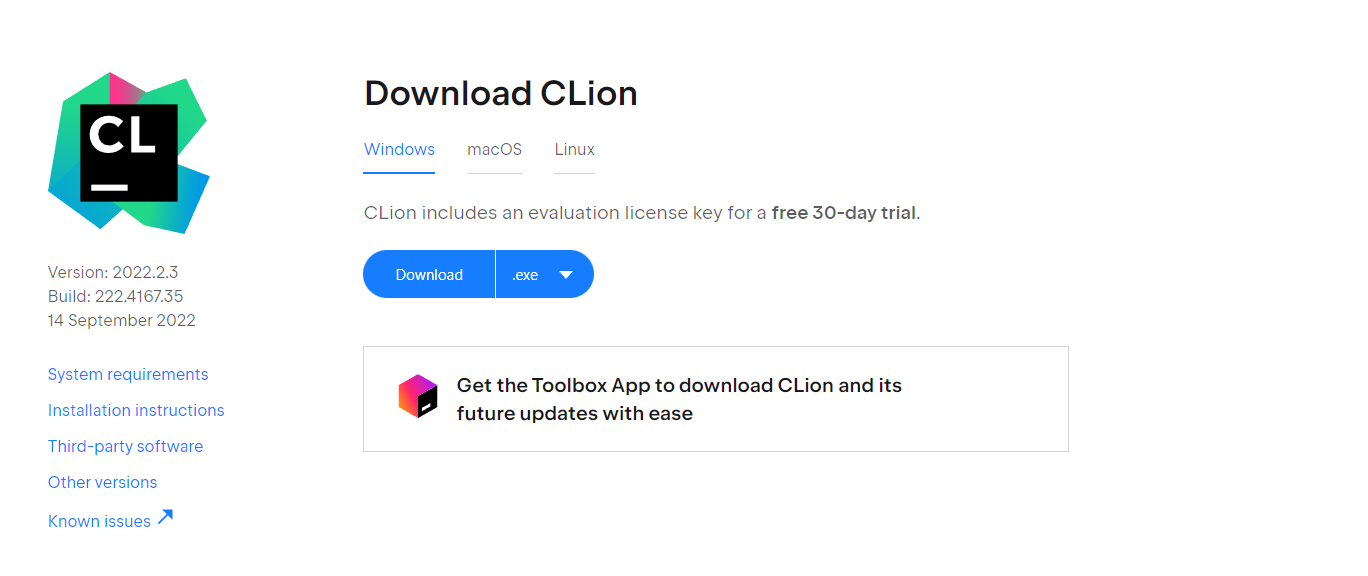 CL
Version: 2022.2.3
Build: 222.4167.35
14 September 2022
System requirements
Installation instructions
Third-party software
Other versions
Known issues
Download CLion
Windows macOS Linux
CLion includes an evaluation license key for a free 30-day trial.
Download .exe
Get the Toolbox App to download CLion and its
future updates with ease